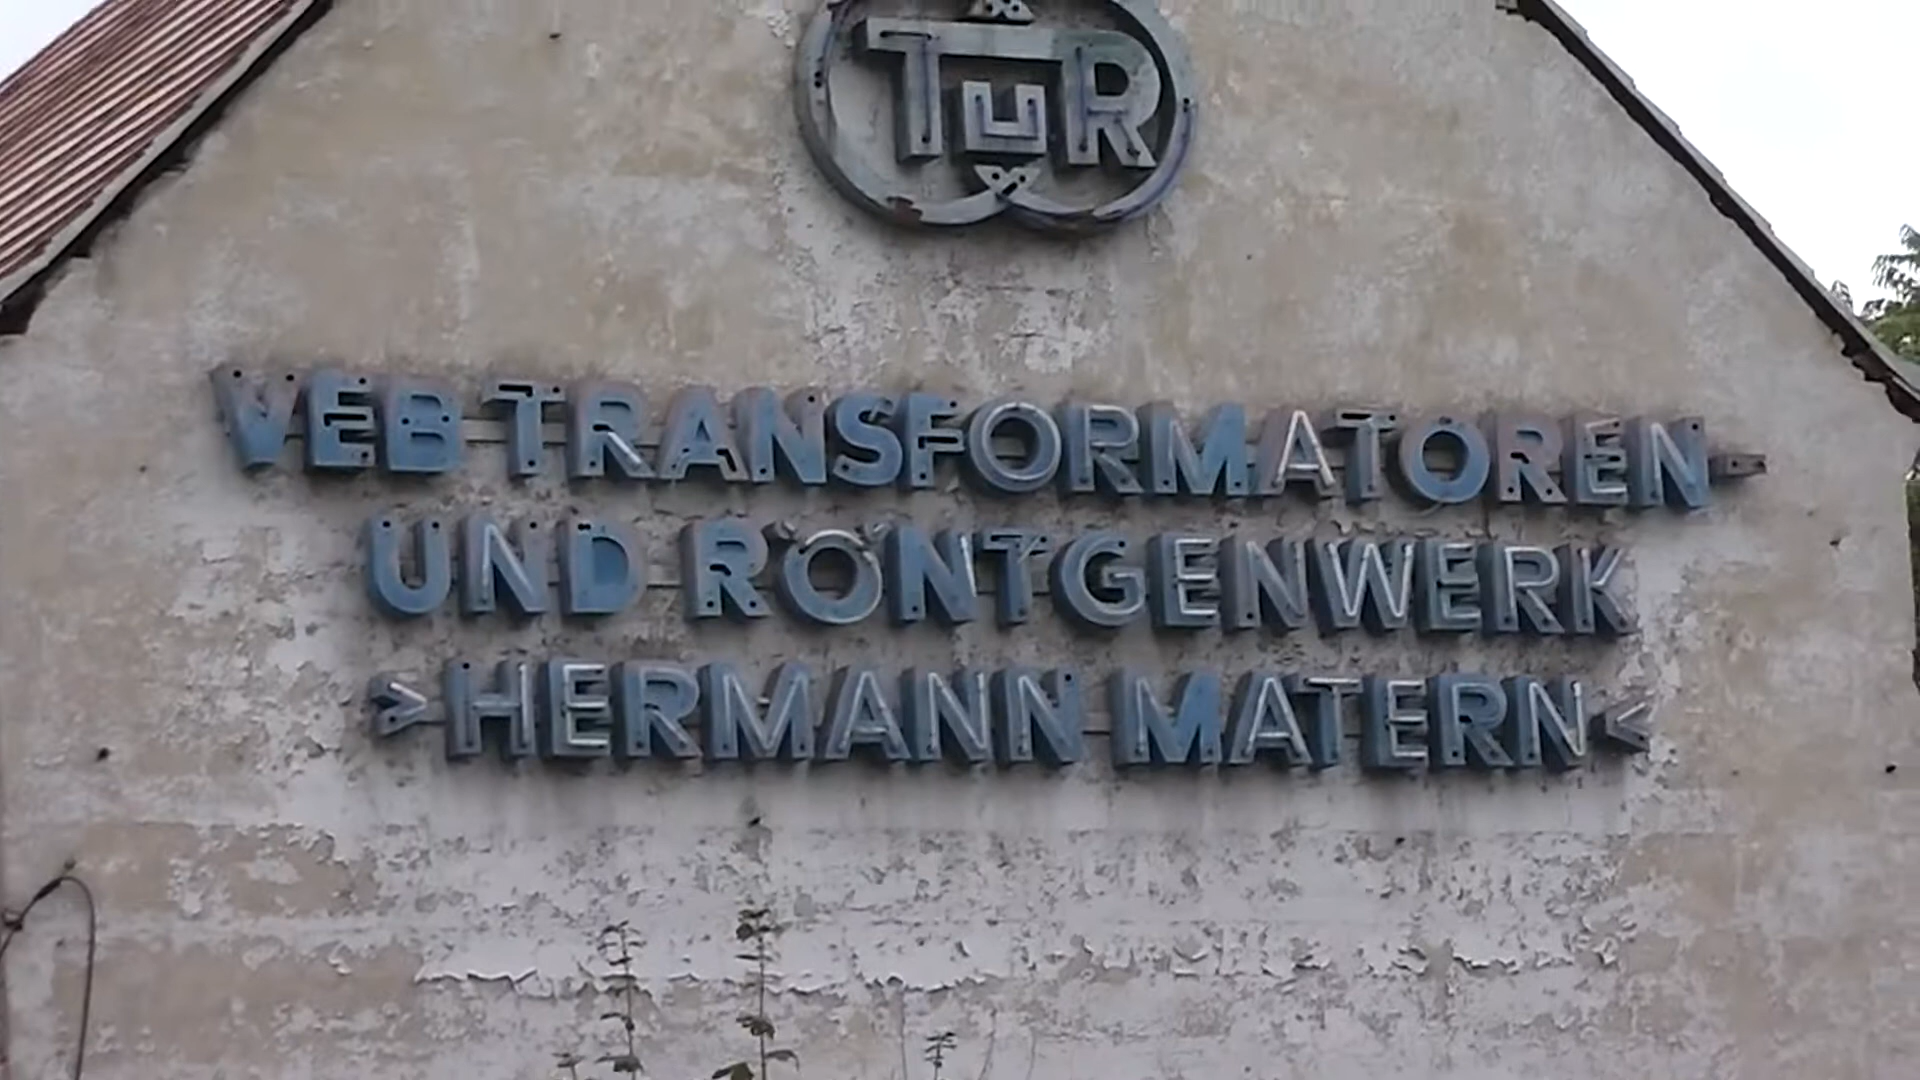 TuR
VEB TRANSFORMATOREN-
UND RÖNTGENWERK
>HERMANN MATERN<